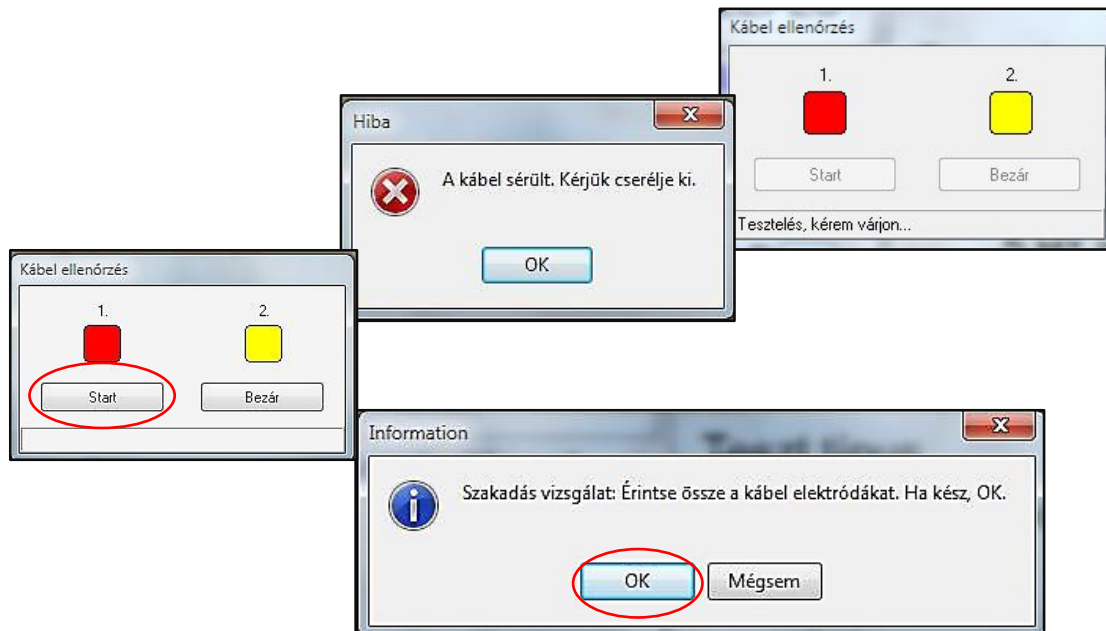 Kábel ellenőrzés
1. 2.
Start Bezár
Tesztelés, kérem várjon...
Hiba
A kábel sérült. Kérjük cserélje ki.
OK
Kábel ellenőrzés
1. 2.
Start Bezár
Information
Szakadás vizsgálat: Érintse össze a kábel elektródákat. Ha kész, OK.
OK Mégsem